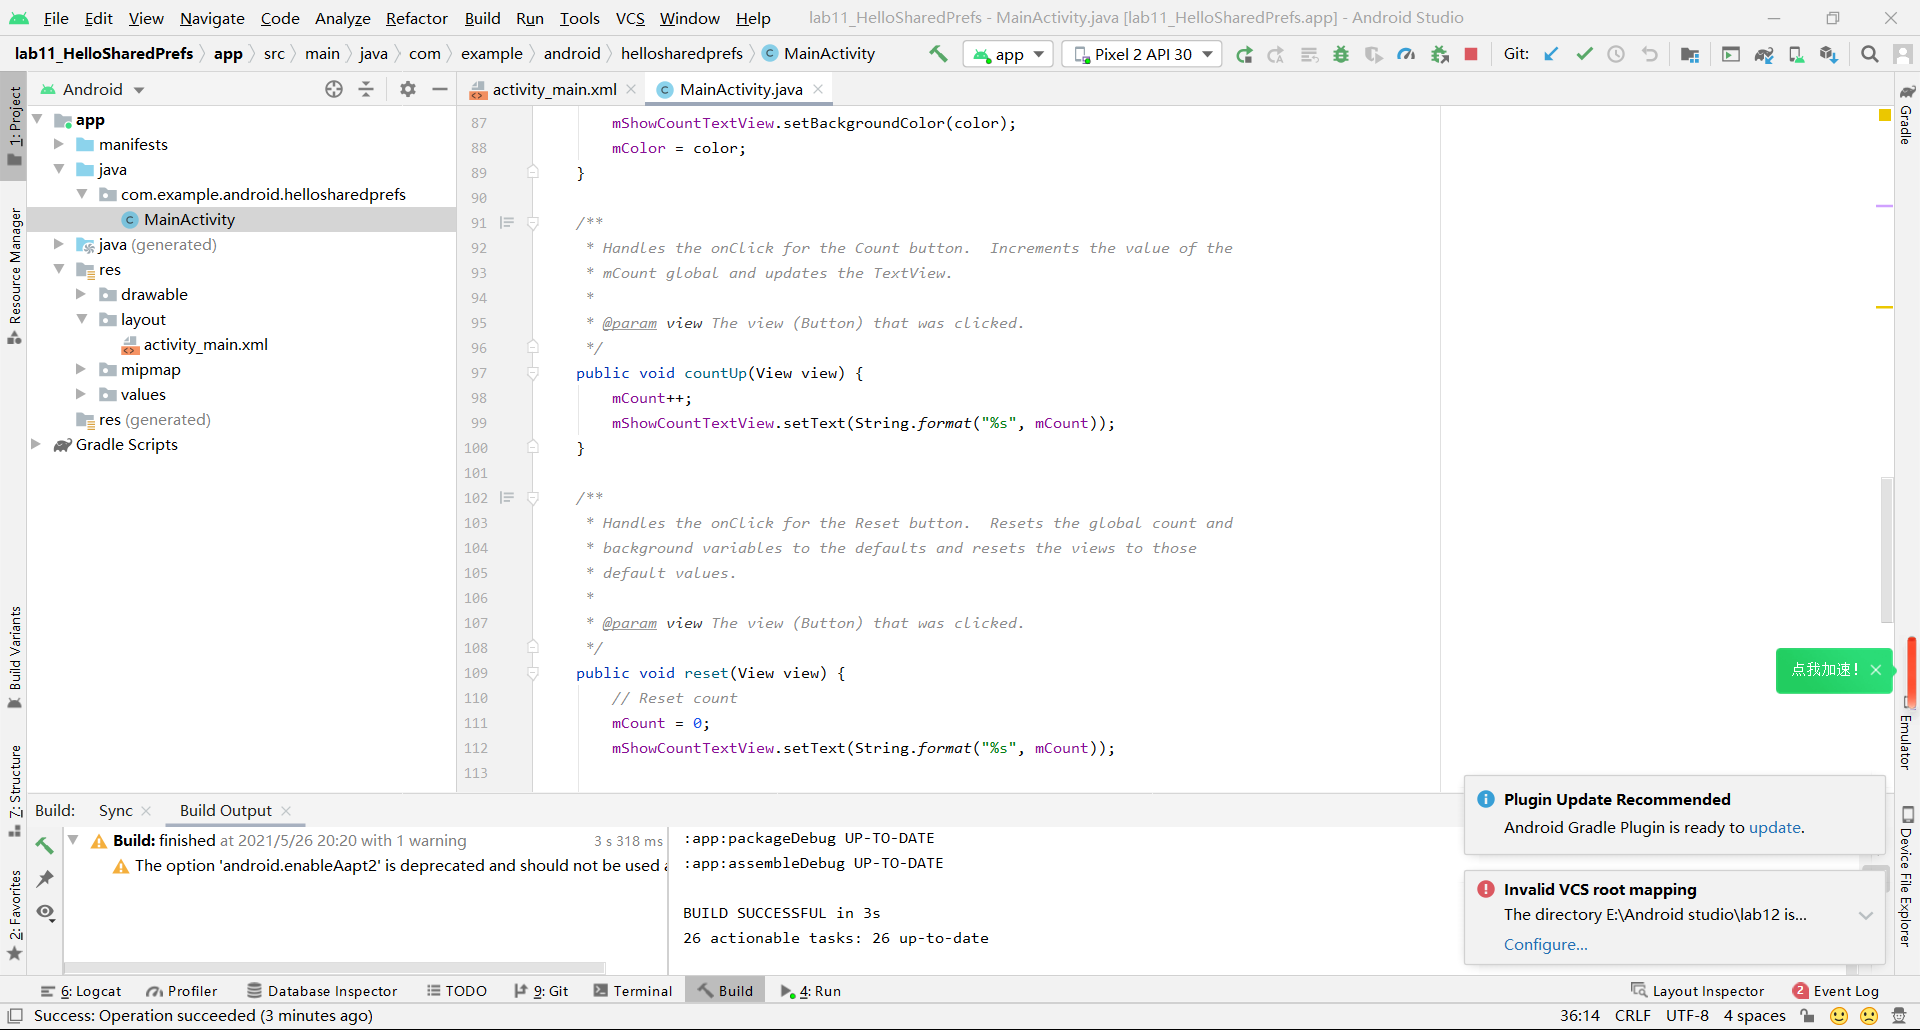 File Edit View Navigate Code Analyze Refactor Build Run Tools VCS Window Help lab11_HelloSharedPrefs - MainActivity.java [lab11_HelloSharedPrefs.app] - Android Studio
lab11_HelloSharedPrefs app src main java com example android hellosharedprefs C MainActivity app Pixel 2 API 30 Git:
Android
activity_main.xml C MainActivity.java
1: Project
Resource Manager
Build Variants
7: Structure
2: Favorites
app
manifests
java
com.example.android.hellosharedprefs
C MainActivity
java (generated)
res
drawable
layout
activity_main.xml
mipmap
values
res (generated)
Gradle Scripts
87 mShowCountTextView.setBackgroundColor(color);
88 mColor = color;
89 }
90
91 /**
92 * Handles the onClick for the Count button.  Increments the value of the
93 * mCount global and updates the TextView.
94 *
95 * @param view The view (Button) that was clicked.
96 */
97 public void countUp(View view) {
98 mCount++;
99 mShowCountTextView.setText(String.format("%s", mCount));
100 }
101
102 /**
103 * Handles the onClick for the Reset button.  Resets the global count and
104 * background variables to the defaults and resets the views to those
105 * default values.
106 *
107 * @param view The view (Button) that was clicked.
108 */
109 public void reset(View view) {
110 // Reset count
111 mCount = 0;
112 mShowCountTextView.setText(String.format("%s", mCount));
113
Gradle
点我加速!
Emulator
Device File Explorer
Build: Sync Build Output
Build: finished at 2021/5/26 20:20 with 1 warning 3 s 318 ms
The option 'android.enableAapt2' is deprecated and should not be used
:app:packageDebug UP-TO-DATE
:app:assembleDebug UP-TO-DATE
BUILD SUCCESSFUL in 3s
26 actionable tasks: 26 up-to-date
Plugin Update Recommended
Android Gradle Plugin is ready to update.
Invalid VCS root mapping
The directory E:\Android studio\lab12 is...
Configure...
6: Logcat Profiler Database Inspector TODO 9: Git Terminal Build 4: Run Layout Inspector 2 Event Log
Success: Operation succeeded (3 minutes ago) 36:14 CRLF UTF-8 4 spaces